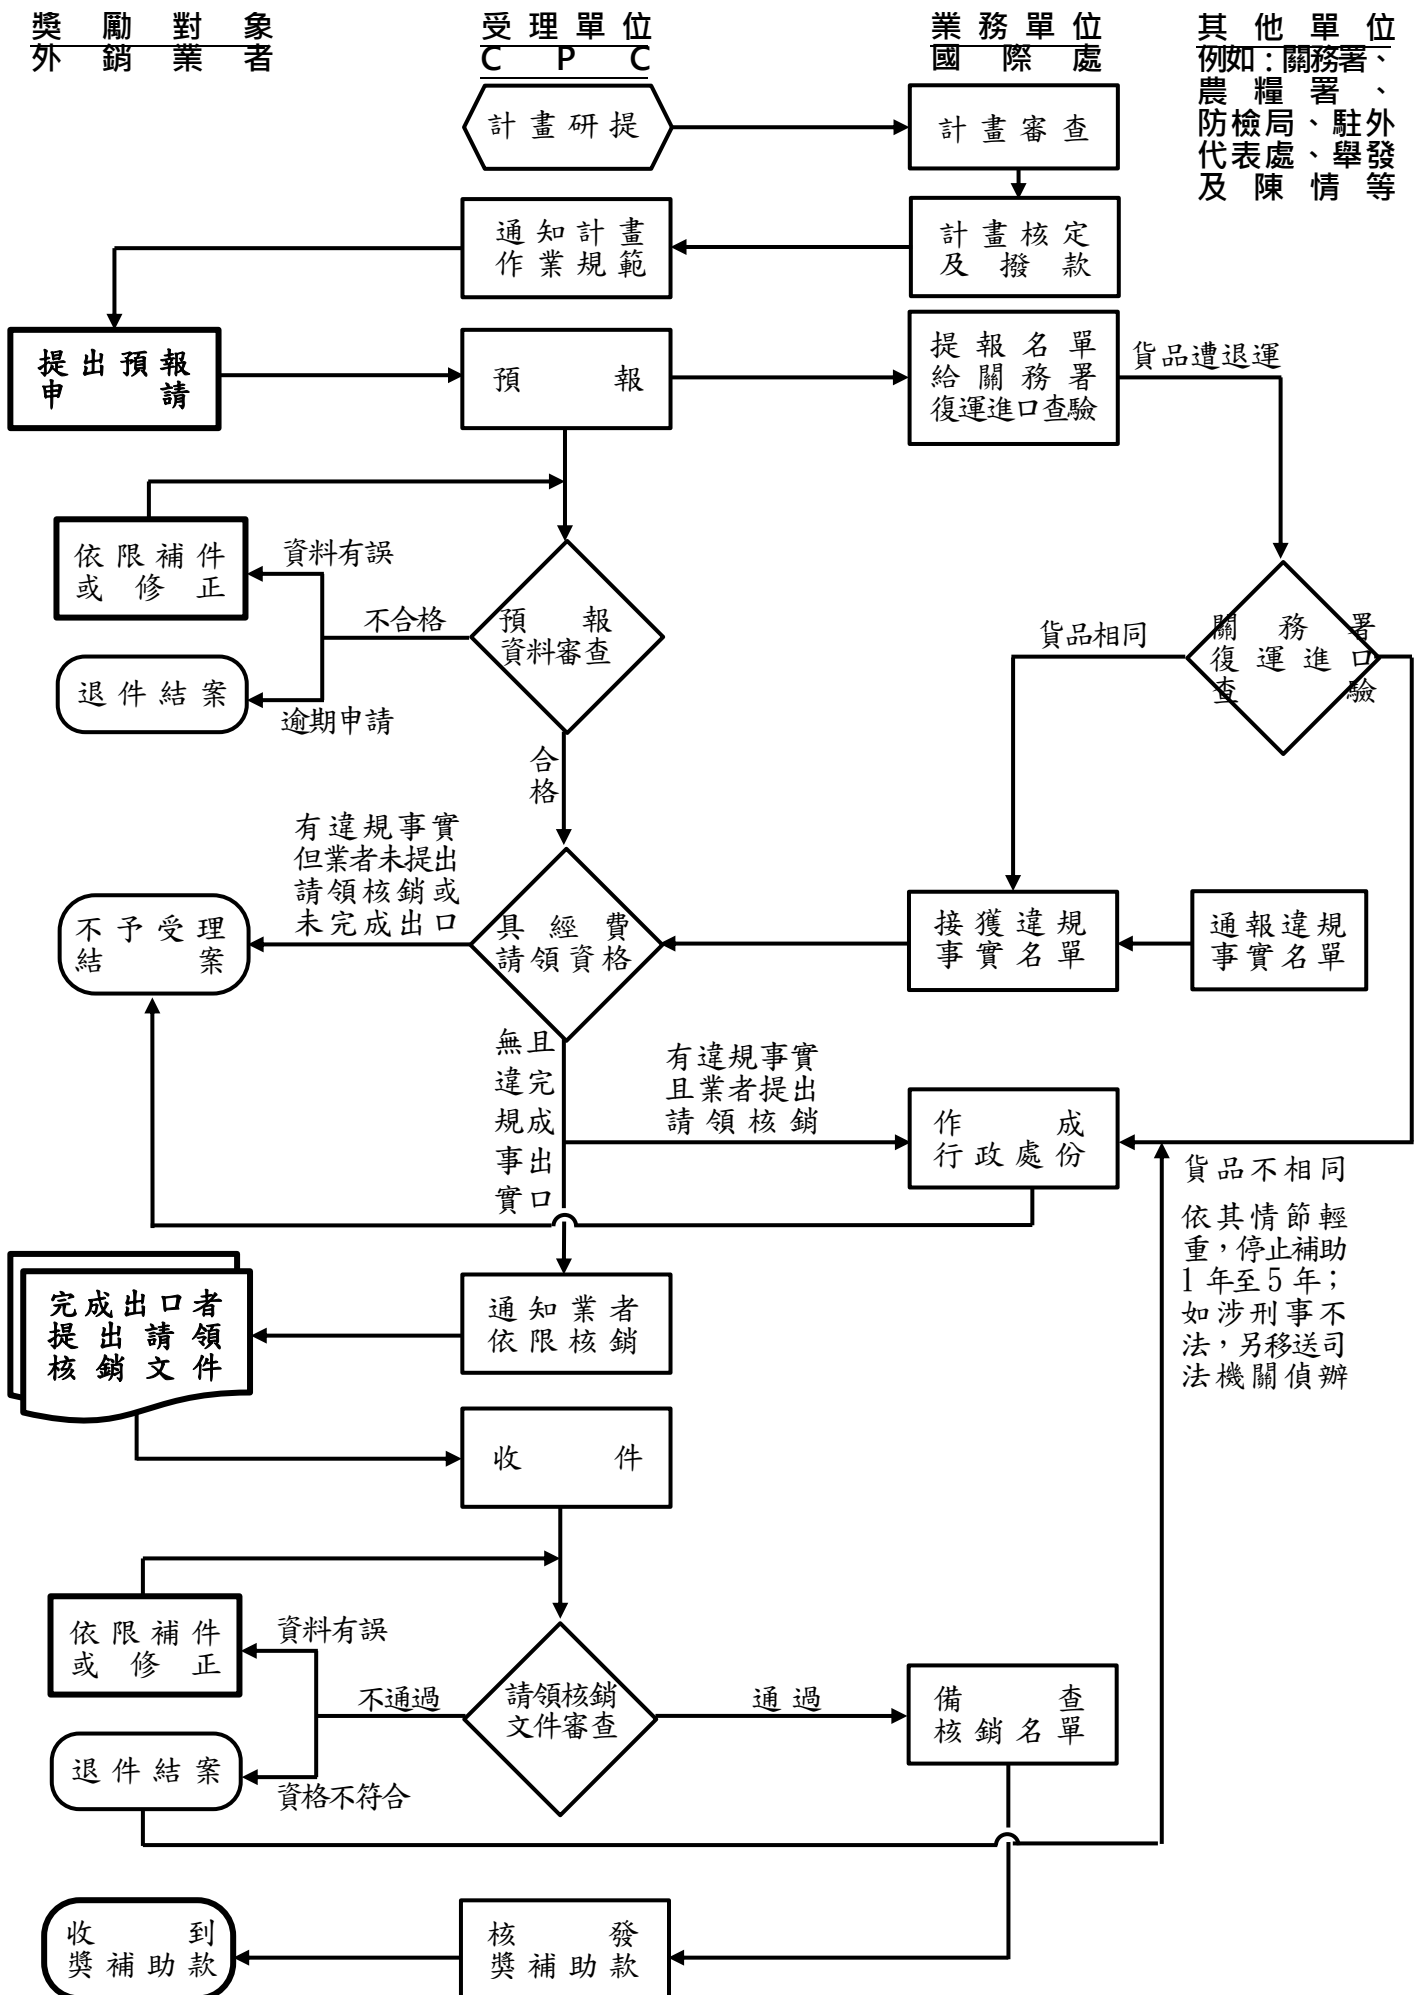 獎勵對象
外銷業者
受理單位
CPC
業務單位
國際處
其他單位
例如：關務署、
農糧署、
防檢局、駐外
代表處、舉發
及陳情等
計畫研提
計畫審查
通知計畫
作業規範
計畫核定
及撥款
提出預報
申請
預報
提報名單
給關務署
復運進口查驗
貨品遭退運
依限補件
或修正
資料有誤
不合格
預報
資料審查
退件結案
逾期申請
貨品相同
關務署
復運進口
查驗
合格
有違規事實
但業者未提出
請領核銷或
未完成出口
不予受理
結案
具經費
請領資格
接獲違規
事實名單
通報違規
事實名單
無違規事實
且完成出口
有違規事實
且業者提出
請領核銷
作成
行政處份
貨品不相同
依其情節輕
重，停止補助
1年至5年；
如涉刑事不
法，另移送司
法機關偵辦
完成出口者
提出請領
核銷文件
通知業者
依限核銷
收件
依限補件
或修正
資料有誤
不通過
請領核銷
文件審查
通過
備查
核銷名單
退件結案
資格不符合
收到
獎補助款
核發
獎補助款